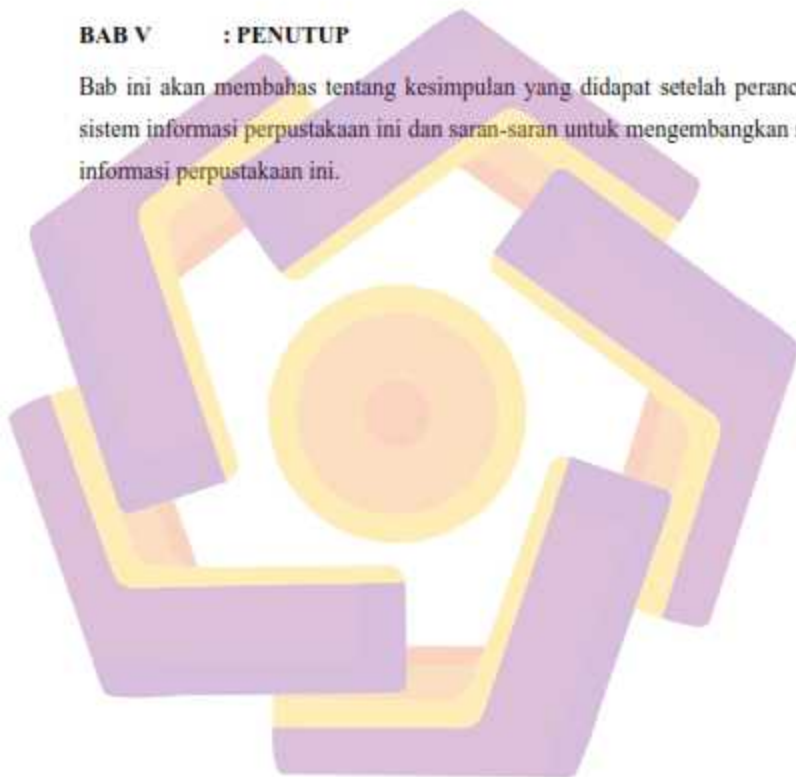 BAB V : PENUTUP
Bab ini akan membahas tentang kesimpulan yang didapat setelah
sistem informasi perpustakaan ini dan saran-saran untuk mengembangkan
informasi perpustakaan ini.